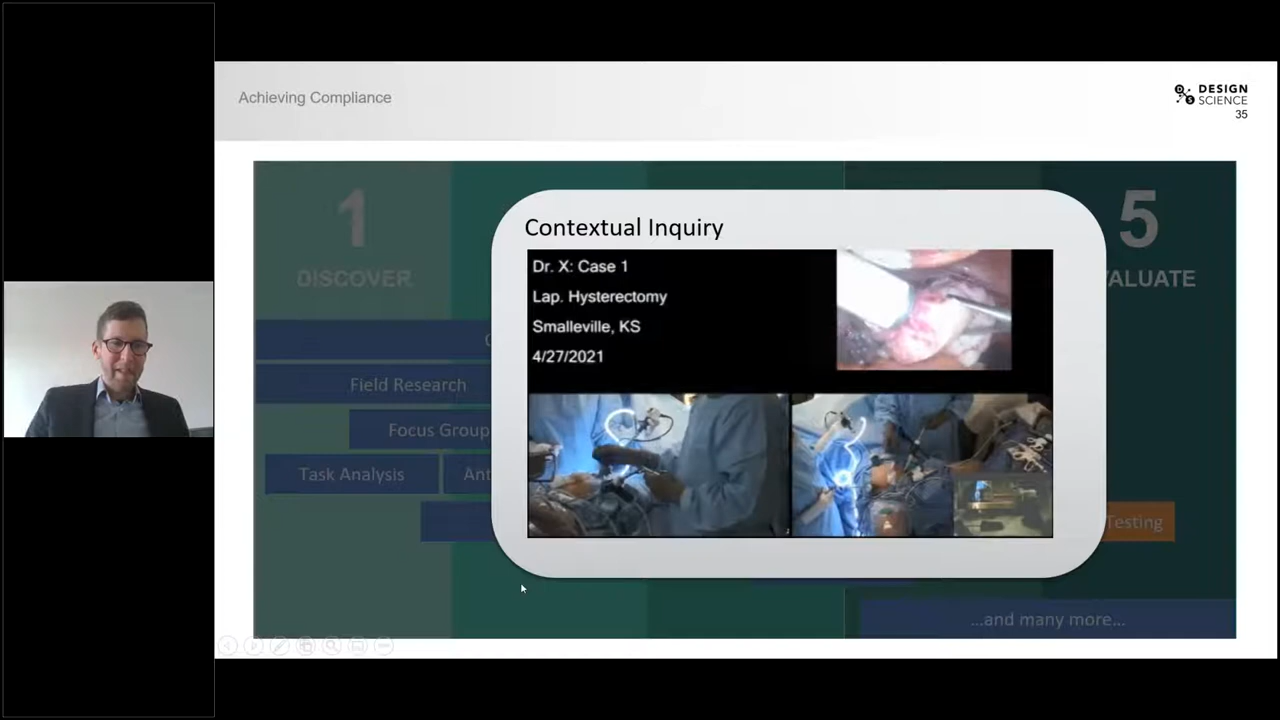 Achieving Compliance
DESIGN
SCIENCE
35
1
DISCOVER
5
Contextual Inquiry
Dr. X: Case 1
Lap. Hysterectomy
Smalleville, KS
4/27/2021
Field Research
Focus Group
Task Analysis
Testing
...and many more...